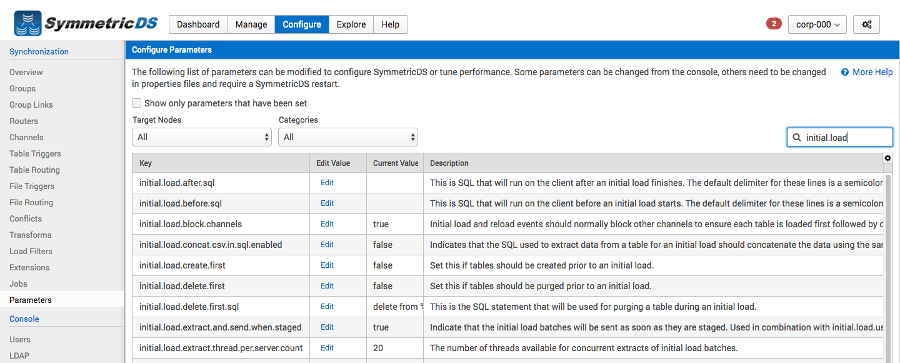 SymmetricDS
Dashboard Manage Configure Explore Help
2 corp-000
Synchronization
Overview
Groups
Group Links
Routers
Channels
Table Triggers
Table Routing
File Triggers
File Routing
Conflicts
Transforms
Load Filters
Extensions
Jobs
Parameters
Console
Users
LDAP
Configure Parameters
The following list of parameters can be modified to configure SymmetricDS or tune performance. Some parameters can be changed from the console, others need to be changed
in properties files and require a SymmetricDS restart.
? More Help
Show only parameters that have been set
Target Nodes Categories
All All initial.load
Key Edit Value Current Value Description
initial.load.after.sql Edit This is SQL that will run on the client after an initial load finishes. The default delimiter for these lines is a semicolon
initial.load.before.sql Edit This is SQL that will run on the client before an initial load starts. The default delimiter for these lines is a semicolon
initial.load.block.channels Edit true Initial load and reload events should normally block other channels to ensure each table is loaded first followed by c
initial.load.concat.csv.in.sql.enabled Edit false Indicates that the SQL used to extract data from a table for an initial load should concatenate the data using the sam
initial.load.create.first Edit false Set this if tables should be created prior to an initial load.
initial.load.delete.first Edit false Set this if tables should be purged prior to an initial load.
initial.load.delete.first.sql Edit delete from % This is the SQL statement that will be used for purging a table during an initial load.
initial.load.extract.and.send.when.staged Edit true Indicate that the initial load batches will be sent as soon as they are staged. Used in combination with initial.load.us
initial.load.extract.thread.per.server.count Edit 20 The number of threads available for concurrent extracts of initial load batches.